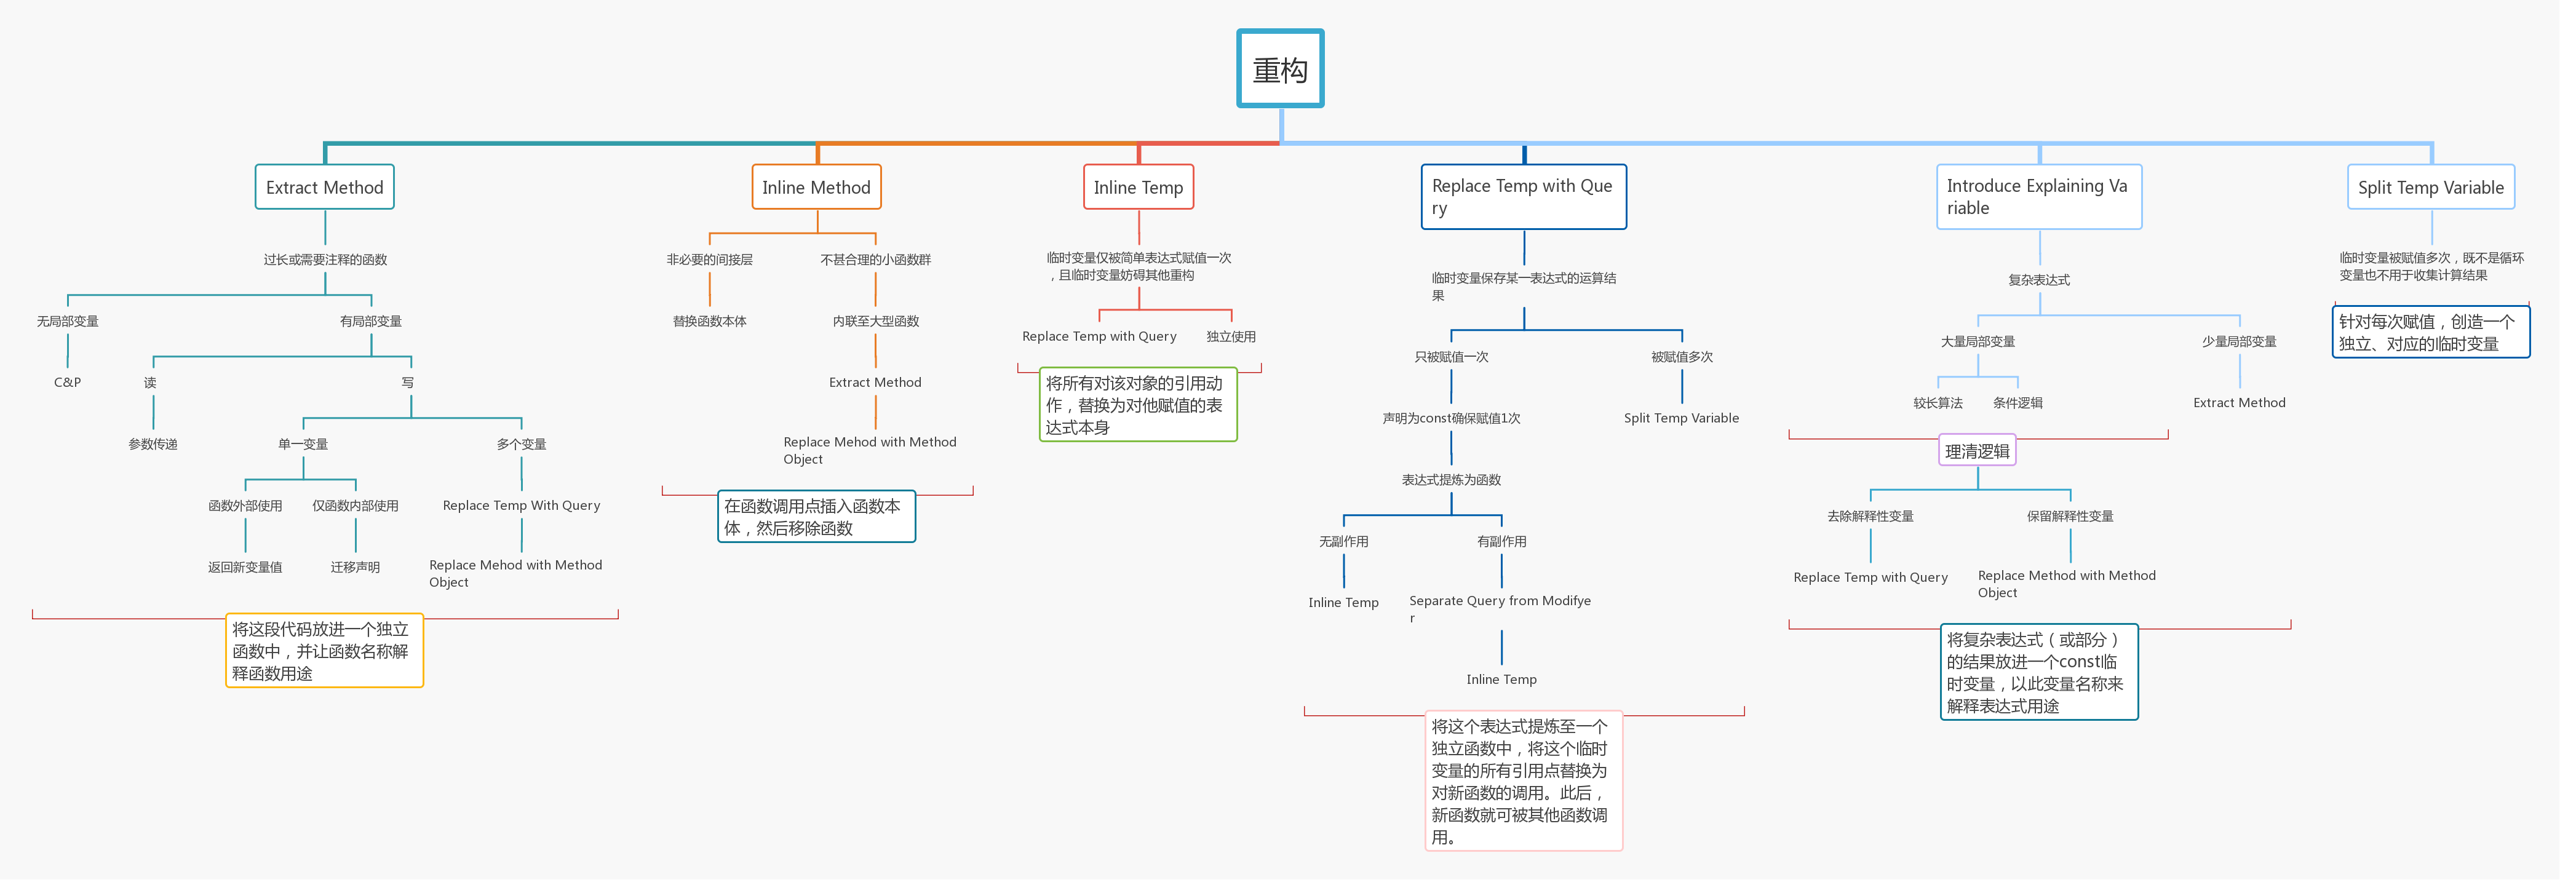 重构
Extract Method
过长或需要注释的函数
无局部变量
有局部变量
C&P
读
写
参数传递
单一变量
多个变量
函数外部使用
仅函数内部使用
Replace Temp With Query
返回新变量值
迁移声明
Replace Mehod with Method
Object
将这段代码放进一个独立
函数中，并让函数名称解
释函数用途
Inline Method
非必要的间接层
不甚合理的小函数群
替换函数本体
内联至大型函数
Extract Method
Replace Mehod with Method
Object
在函数调用点插入函数本
体，然后移除函数
Inline Temp
临时变量仅被简单表达式赋值一次
，且临时变量妨碍其他重构
Replace Temp with Query
独立使用
将所有对该对象的引用动
作，替换为对他赋值的表
达式本身
Replace Temp with Que
ry
临时变量保存某一表达式的运算结
果
只被赋值一次
被赋值多次
声明为const确保赋值1次
Split Temp Variable
表达式提炼为函数
无副作用
有副作用
Inline Temp
Separate Query from Modifye
r
Inline Temp
将这个表达式提炼至一个
独立函数中，将这个临时
变量的所有引用点替换为
对新函数的调用。此后，
新函数就可被其他函数调
用。
Introduce Explaining Va
riable
复杂表达式
大量局部变量
少量局部变量
较长算法
条件逻辑
Extract Method
理清逻辑
去除解释性变量
保留解释性变量
Replace Temp with Query
Replace Method with Method
Object
将复杂表达式（或部分）
的结果放进一个const临
时变量，以此变量名称来
解释表达式用途
Split Temp Variable
临时变量被赋值多次，既不是循环
变量也不用于收集计算结果
针对每次赋值，创造一个
独立、对应的临时变量